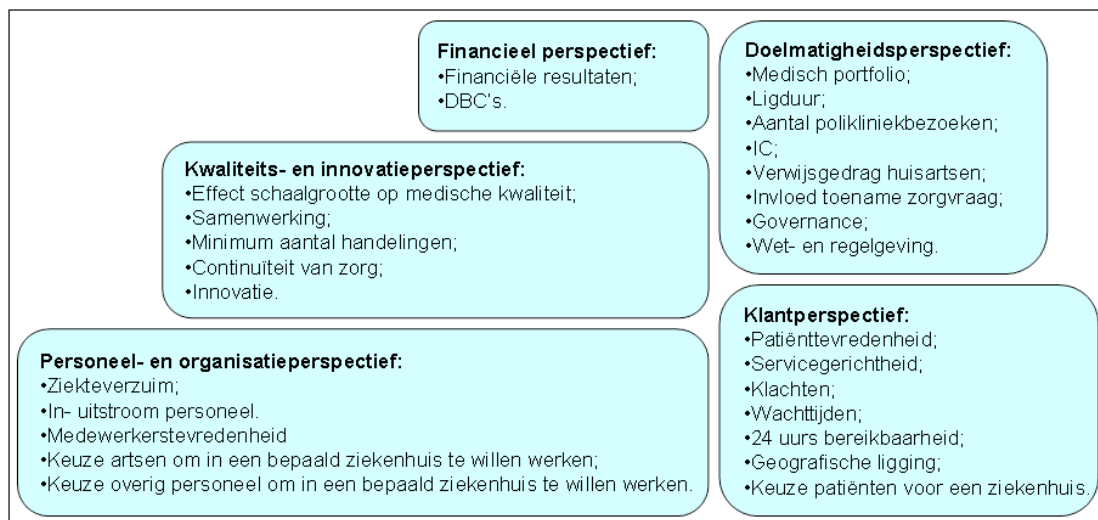 Financieel perspectief:
•Financiële resultaten;
•DBC's.
Doelmatigheidsperspectief:
•Medisch portfolio;
•Ligduur;
•Aantal polikliniekbezoeken;
•IC;
•Verwijsgedrag huisartsen;
•Invloed toename zorgvraag;
•Governance;
•Wet- en regelgeving.
Kwaliteits- en innovatieperspectief:
•Effect schaalgrootte op medische kwaliteit;
•Samenwerking;
•Minimum aantal handelingen;
•Continuïteit van zorg;
•Innovatie.
Klantperspectief:
•Patiënttevredenheid;
•Servicegerichtheid;
•Klachten;
•Wachttijden;
•24 uurs bereikbaarheid;
•Geografische ligging;
•Keuze patiënten voor een ziekenhuis.
Personeel- en organisatieperspectief:
•Ziekteverzuim;
•In- uitstroom personeel.
•Medewerkerstevredenheid
•Keuze artsen om in een bepaald ziekenhuis te willen werken;
•Keuze overig personeel om in een bepaald ziekenhuis te willen werken.